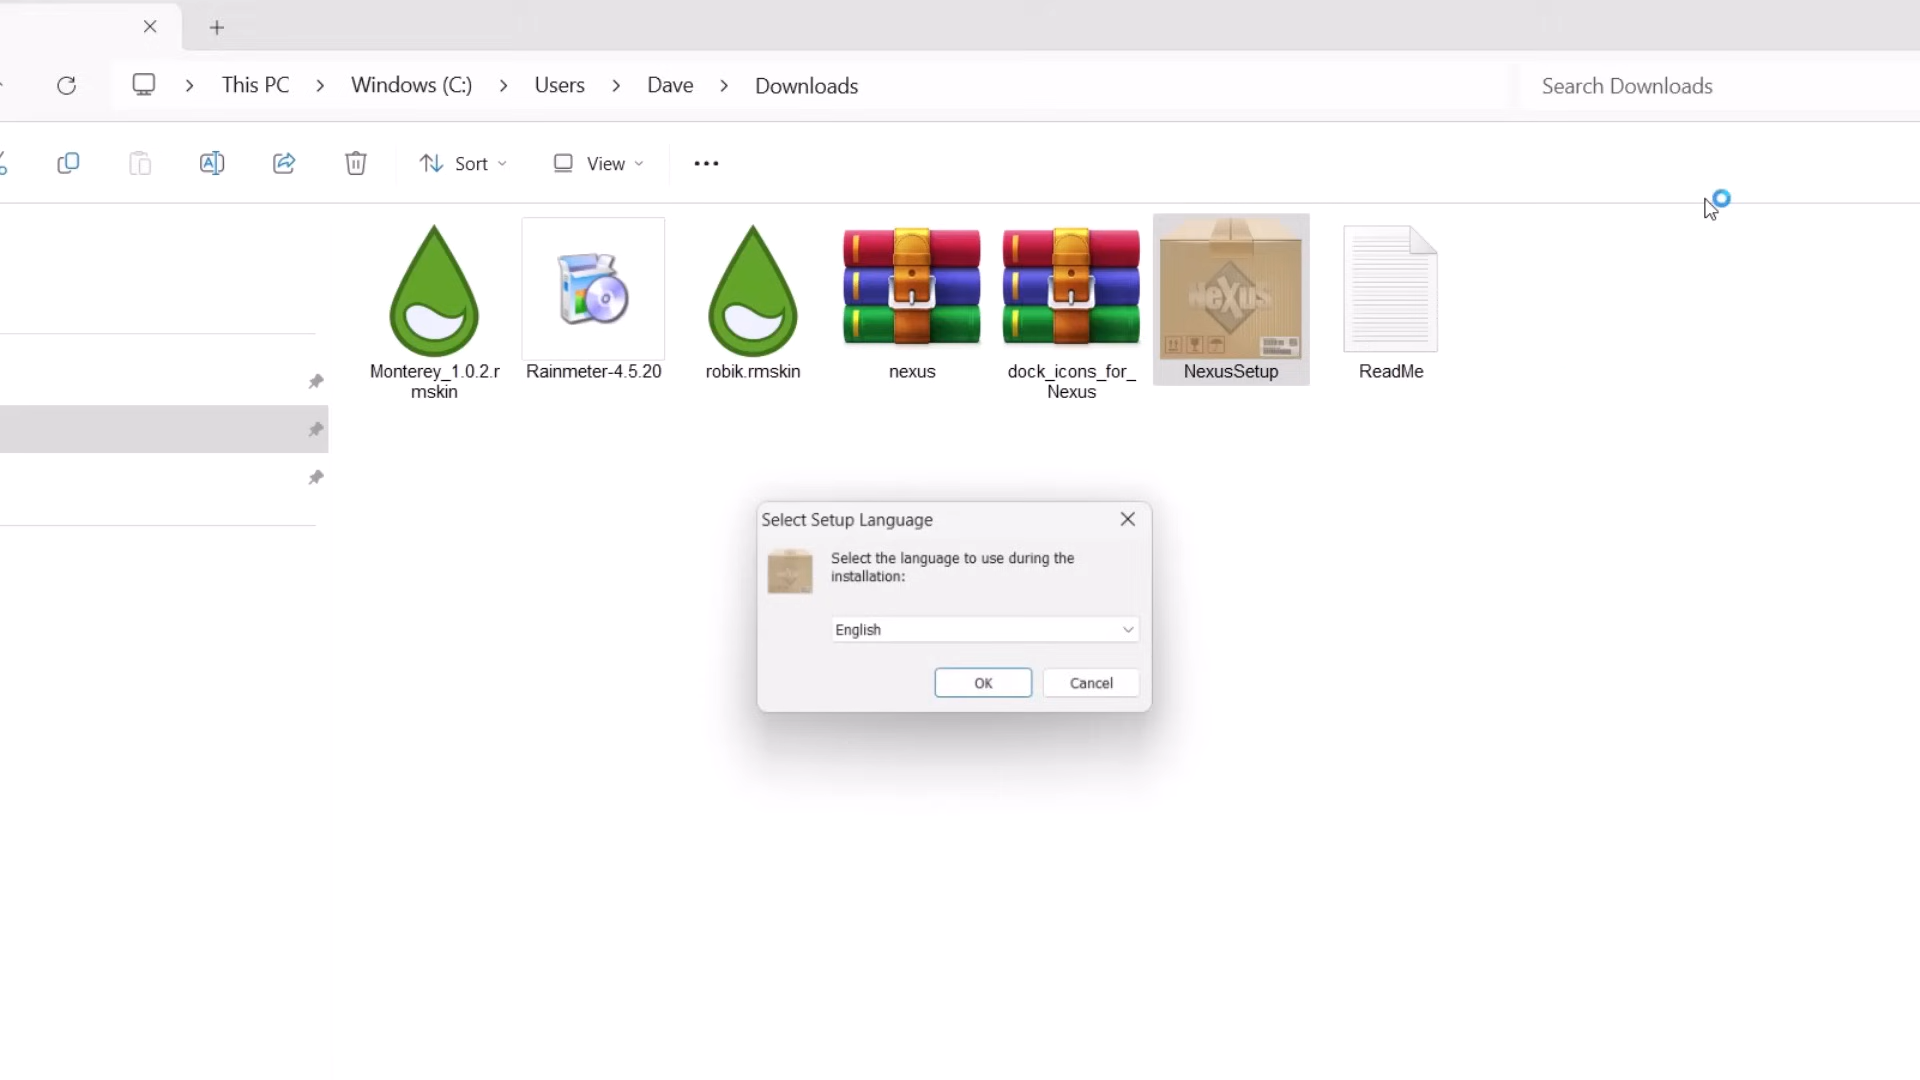 This PC
Windows (C:)
Users
Dave
Downloads
Search Downloads
Sort
View
Monterey_1.0.2.r
mskin
Rainmeter-4.5.20
robik.rmskin
nexus
dock_icons_for_
Nexus
NeXuS
NexusSetup
ReadMe
Select Setup Language
Select the language to use during the
installation:
English
OK
Cancel